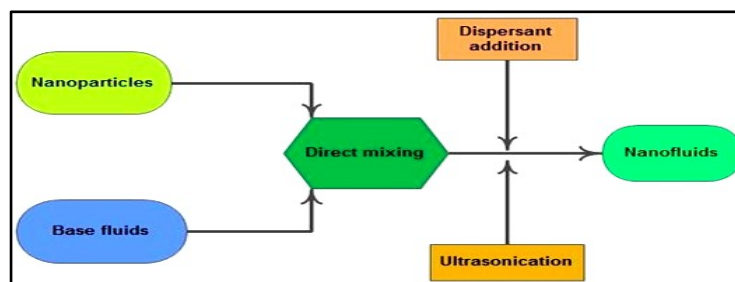 Dispersant
addition
Nanoparticles
Direct mixing
Nanofluids
Base fluids
Ultrasonication